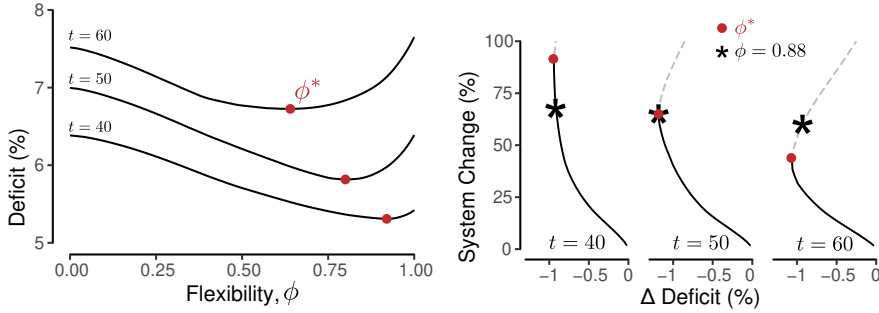 8
7
6
5
Deficit (%)
t = 60
t = 50
t = 40
ϕ*
0.00 0.25 0.50 0.75 1.00
Flexibility, ϕ
ϕ*
ϕ = 0.88
100
75
50
25
0
System Change (%)
t = 40 t = 50 t = 60
−1 −0.5 0 −1 −0.5 0 −1 −0.5 0
Δ Deficit (%)